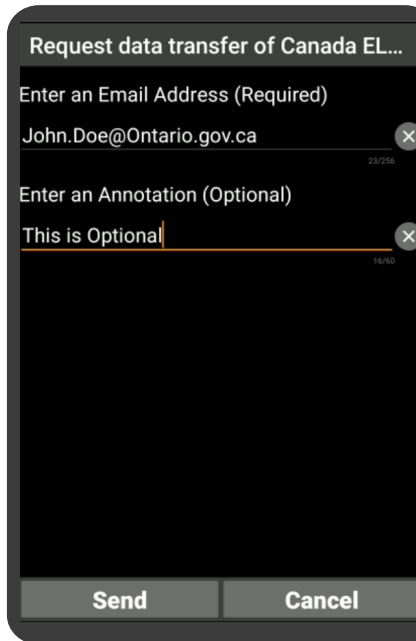 Request data transfer of Canada EL...
Enter an Email Address (Required)
John.Doe@Ontario.gov.ca
23/256
Enter an Annotation (Optional)
This is Optional
16/60
Send
Cancel